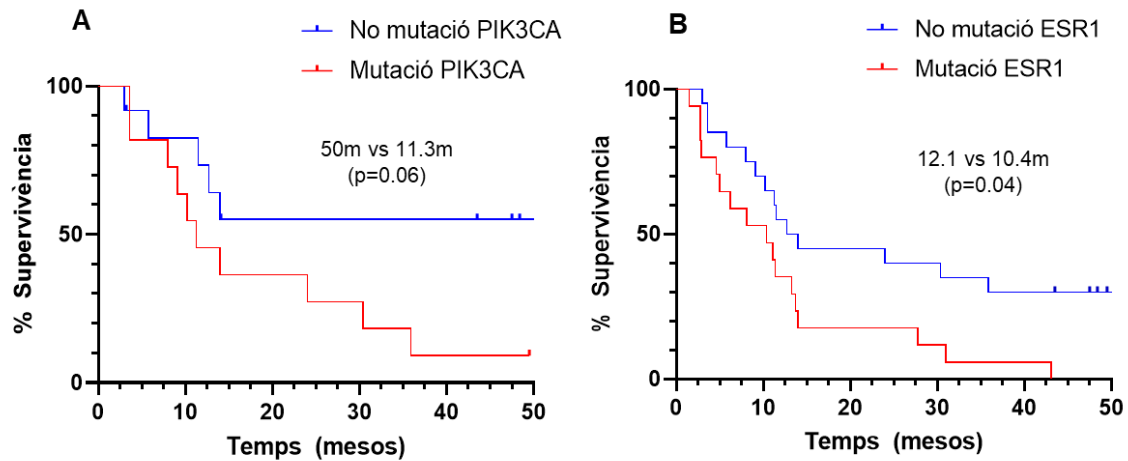 A
No mutació PIK3CA
Mutació PIK3CA
100
50
0
% Supervivència
50m vs 11.3m
(p=0.06)
0 10 20 30 40 50
Temps (mesos)
B
No mutació ESR1
Mutació ESR1
100
50
0
% Supervivència
12.1 vs 10.4m
(p=0.04)
0 10 20 30 40 50
Temps (mesos)